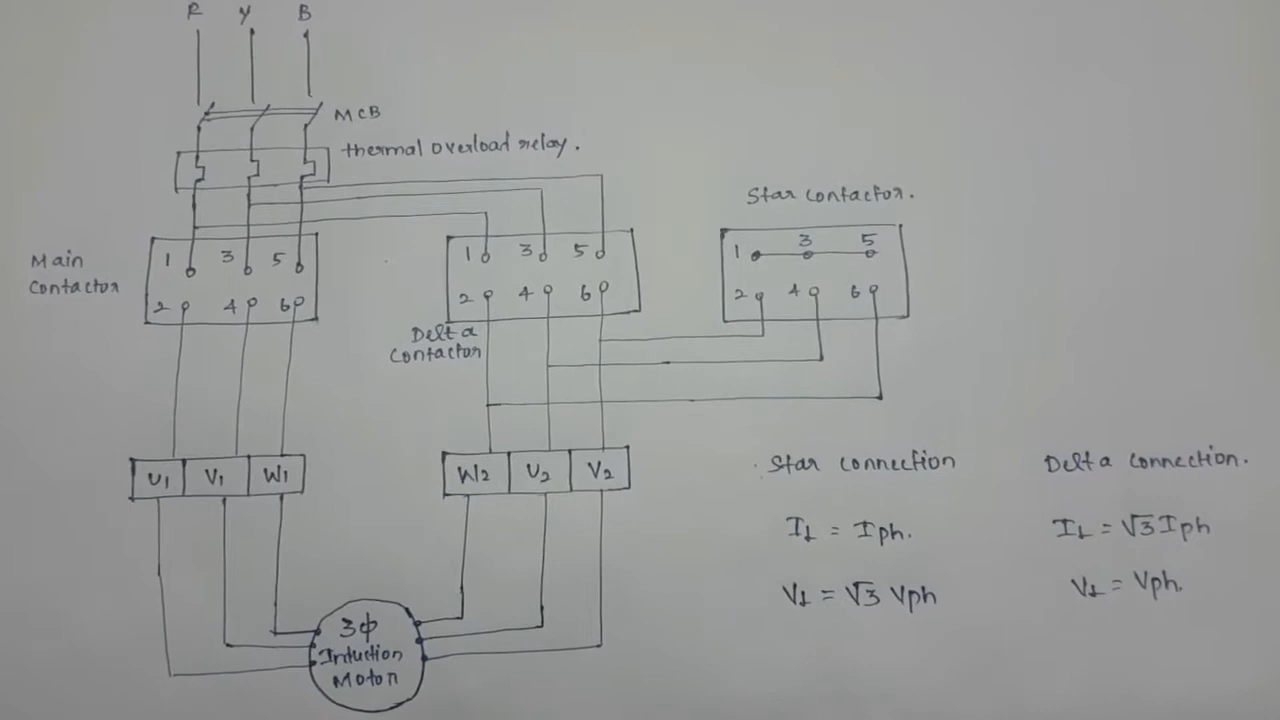 R Y B
MCB
thermal overload relay.
Star contactor.
Main
contactor
1 3 5
2 4 6
1 3 5
2 4 6
Delta
contactor
1 3 5
2 4 6
U1 V1 W1
W2 U2 V2
3ϕ
Intuction
Motor
Star connection
IL = Iph.
VL = √3 Vph
Delta connection.
IL = √3 Iph
VL = Vph.